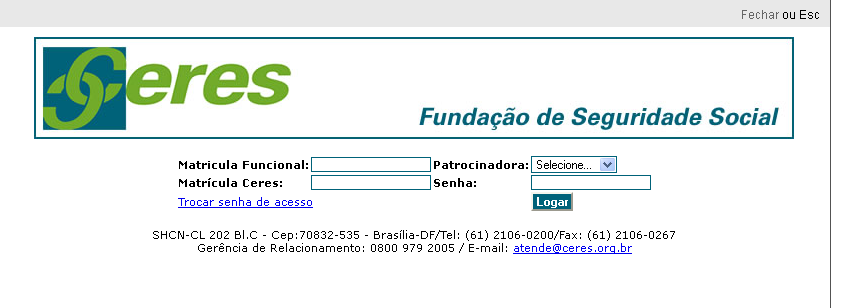 Fechar ou Esc
Ceres
Fundação de Seguridade Social
Matricula Funcional: Patrocinadora: Selecione...
Matrícula Ceres: Senha:
Trocar senha de acesso Logar
SHCN-CL 202 Bl.C - Cep:70832-535 - Brasília-DF/Tel: (61) 2106-0200/Fax: (61) 2106-0267
Gerência de Relacionamento: 0800 979 2005 / E-mail: atende@ceres.org.br